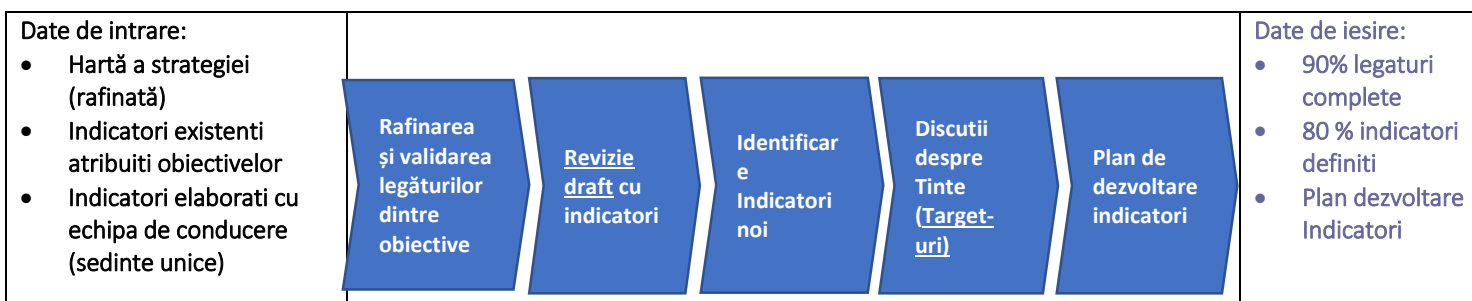 Date de intrare:
• Hartă a strategiei
(rafinată)
• Indicatori existenti
atribuiti obiectivelor
• Indicatori elaborati cu
echipa de conducere
(sedinte unice)
Rafinarea
și validarea
legăturilor
dintre
obiective
Revizie
draft cu
indicatori
Identificar
e
Indicatori
noi
Discutii
despre
Tinte
(Target-
uri)
Plan de
dezvoltare
indicatori
Date de iesire:
• 90% legaturi
complete
• 80 % indicatori
definiti
• Plan dezvoltare
Indicatori